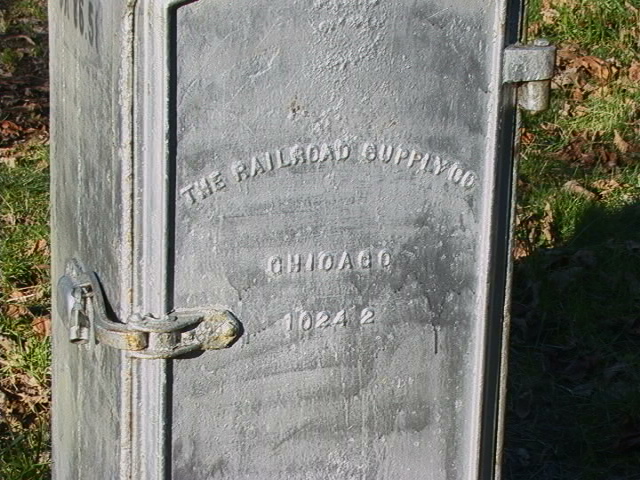 THE RAILROAD SUPPLY CO
CHICAGO
1024 2